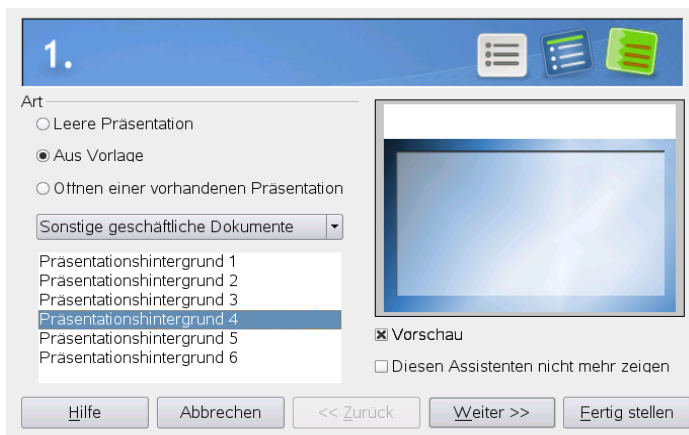 1.
Art
Leere Präsentation
Aus Vorlage
Öffnen einer vorhandenen Präsentation
Sonstige geschäftliche Dokumente
Präsentationshintergrund 1
Präsentationshintergrund 2
Präsentationshintergrund 3
Präsentationshintergrund 4
Präsentationshintergrund 5
Präsentationshintergrund 6
Vorschau
Diesen Assistenten nicht mehr zeigen
Hilfe
Abbrechen
<< Zurück
Weiter >>
Fertig stellen